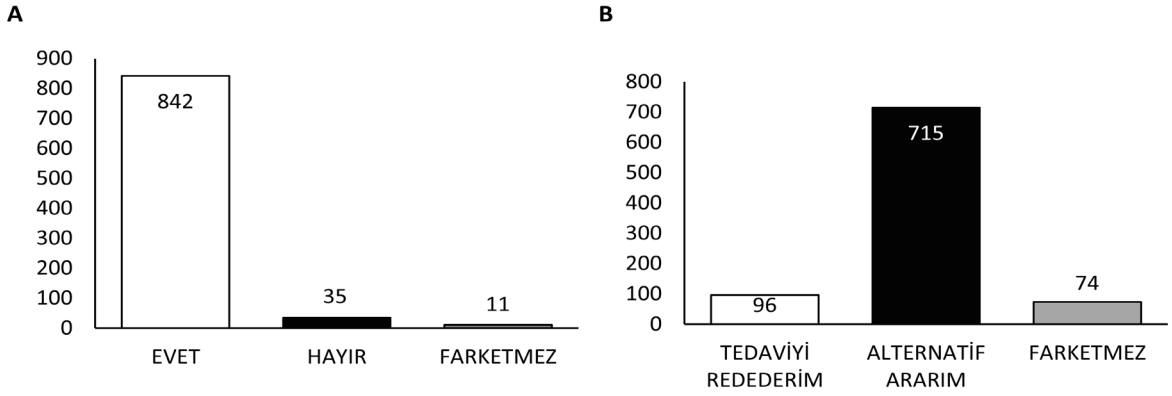 A
900
800
700
600
500
400
300
200
100
0
842
35
11
EVET
HAYIR
FARKETMEZ
B
800
700
600
500
400
300
200
100
0
96
715
74
TEDAVİYİ
REDEDERİM
ALTERNATİF
ARARIM
FARKETMEZ